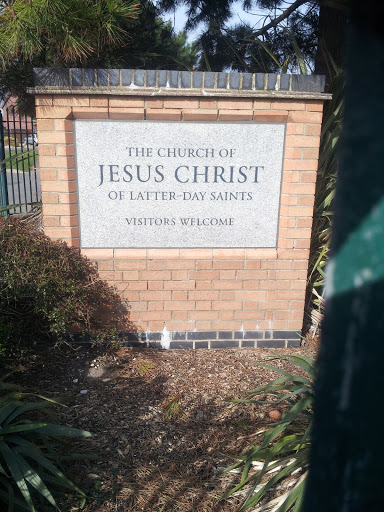 THE CHURCH OF
JESUS CHRIST
OF LATTER-DAY SAINTS
VISITORS WELCOME